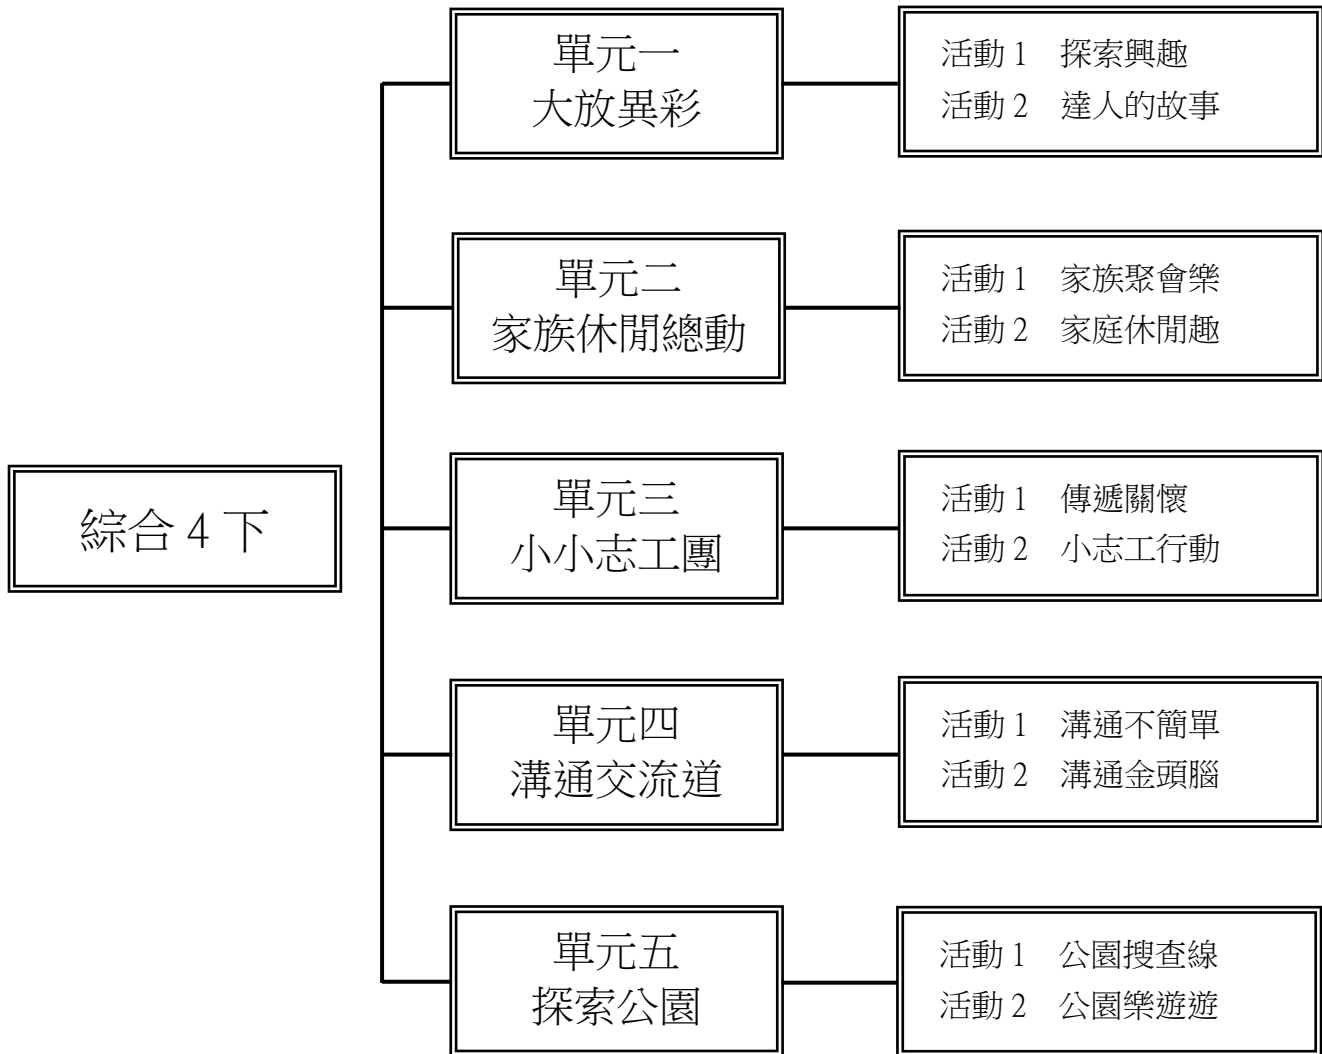 綜合4下
單元一
大放異彩
活動1 探索興趣
活動2 達人的故事
單元二
家族休閒總動
活動1 家族聚會樂
活動2 家庭休閒趣
單元三
小小志工團
活動1 傳遞關懷
活動2 小志工行動
單元四
溝通交流道
活動1 溝通不簡單
活動2 溝通金頭腦
單元五
探索公園
活動1 公園搜查線
活動2 公園樂遊遊